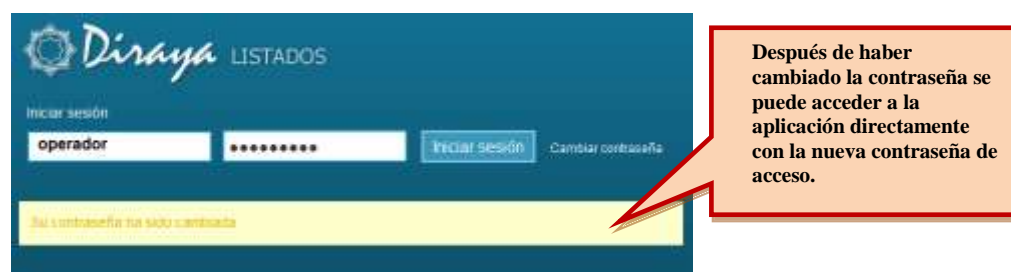 Diraya LISTADOS
Iniciar sesión
operador
••••••••• 
Iniciar sesión
Cambiar contraseña
Su contraseña ha sido cambiada
Después de haber
cambiado la contraseña se
puede acceder a la
aplicación directamente
con la nueva contraseña de
acceso.